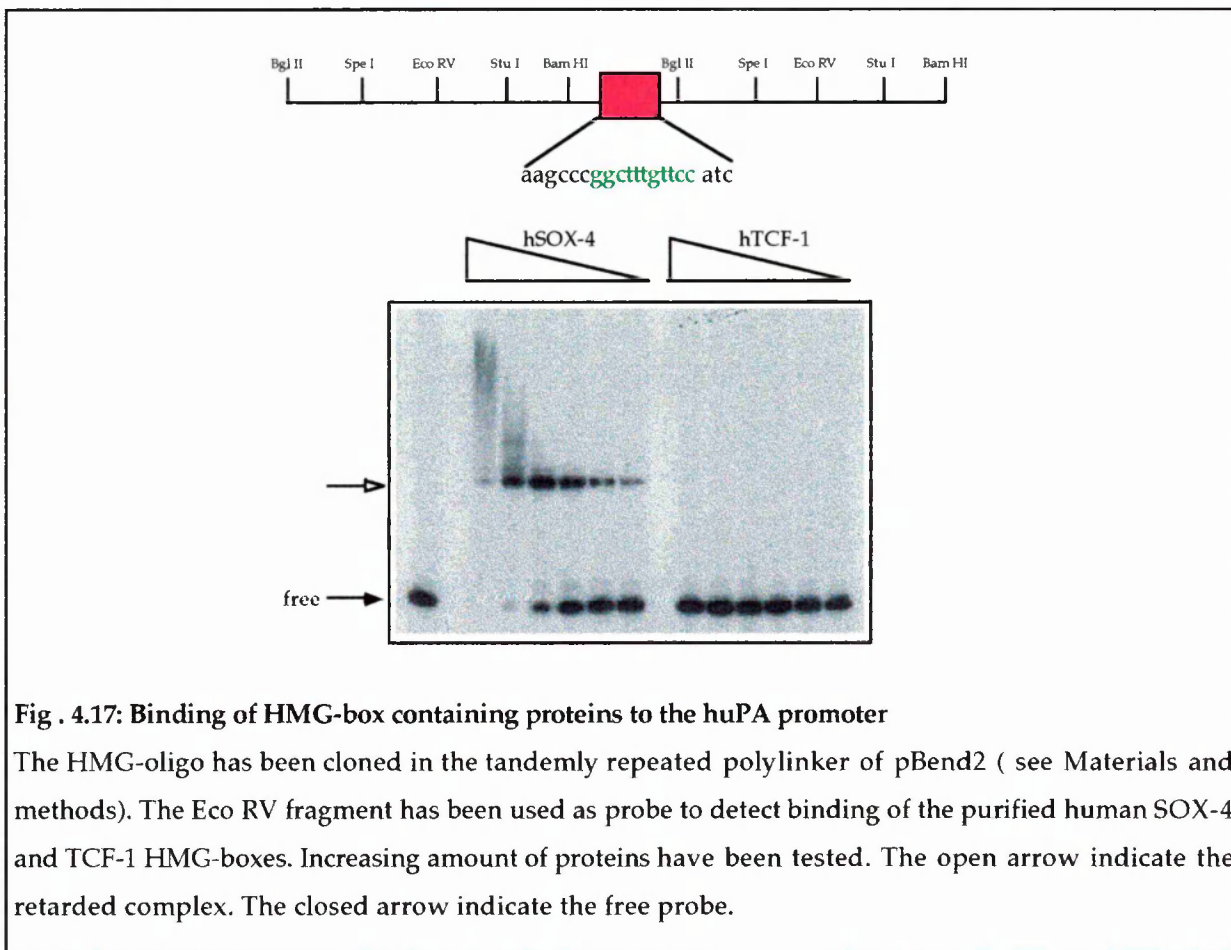 Bgl II Spe I Eco RV Stu I Bam HI Bgl II Spe I Eco RV Stu I Bam HI
aagcccggctttgttcc atc
hSOX-4 hTCF-1
free
Fig . 4.17: Binding of HMG-box containing proteins to the huPA promoter
The HMG-oligo has been cloned in the tandemly repeated polylinker of pBend2 ( see Materials and
methods). The Eco RV fragment has been used as probe to detect binding of the purified human SOX-4
and TCF-1 HMG-boxes. Increasing amount of proteins have been tested. The open arrow indicate the
retarded complex. The closed arrow indicate the free probe.